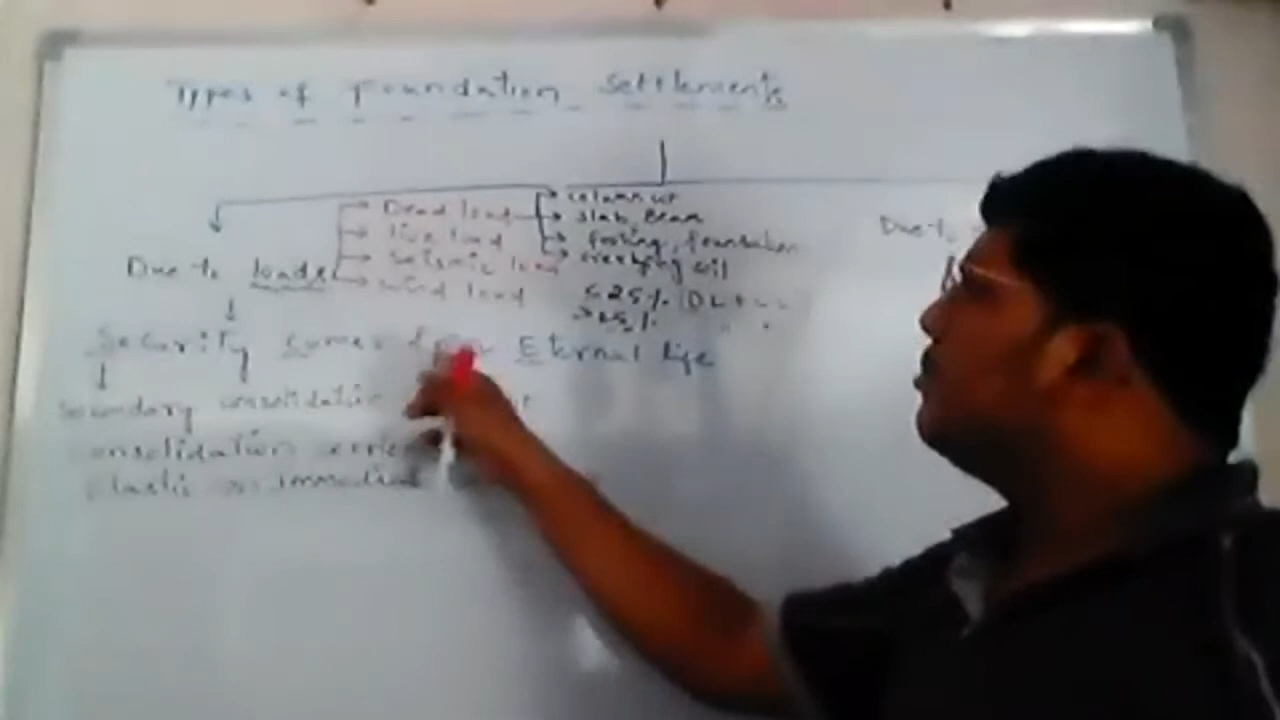 Types of Foundation Settlements
Dead load
column wt
slab, Beam
Live load
footing, foundation
Seismic load
overlying soil
Due to loads
wind load
< 25% (DL +
> 25%
Due to
Security comes from Eternal life
Secondary consolidation
consolidation
Elastic or immediate